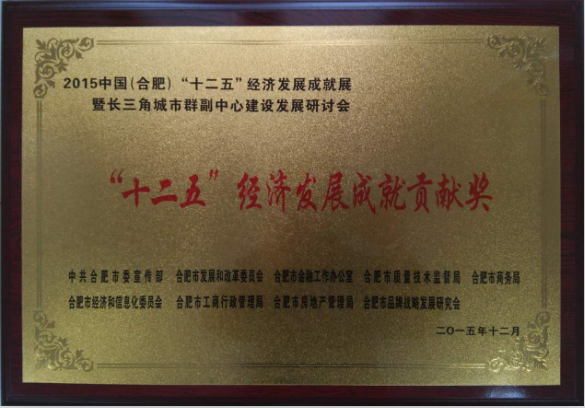 2015中国(合肥)“十二五”经济发展成就展
暨长三角城市群副中心建设发展研讨会
“十二五”经济发展成就贡献奖
中共合肥市委宣传部 合肥市发展和改革委员会 合肥市金融工作办公室 合肥市质量技术监督局 合肥市商务局
合肥市经济和信息化委员会 合肥市工商行政管理局 合肥市房地产管理局 合肥市品牌战略发展研究会
二〇一五年十二月